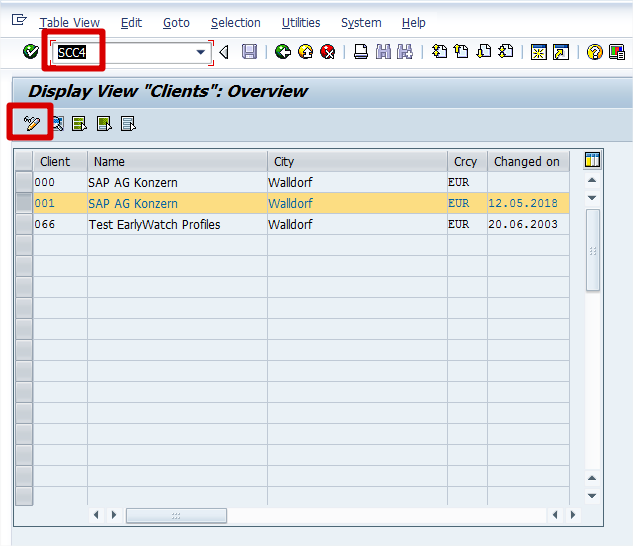 Table View Edit Goto Selection Utilities System Help
SCC4
Display View "Clients": Overview
Client Name City Crcy Changed on
000 SAP AG Konzern Walldorf EUR
001 SAP AG Konzern Walldorf EUR 12.05.2018
066 Test EarlyWatch Profiles Walldorf EUR 20.06.2003